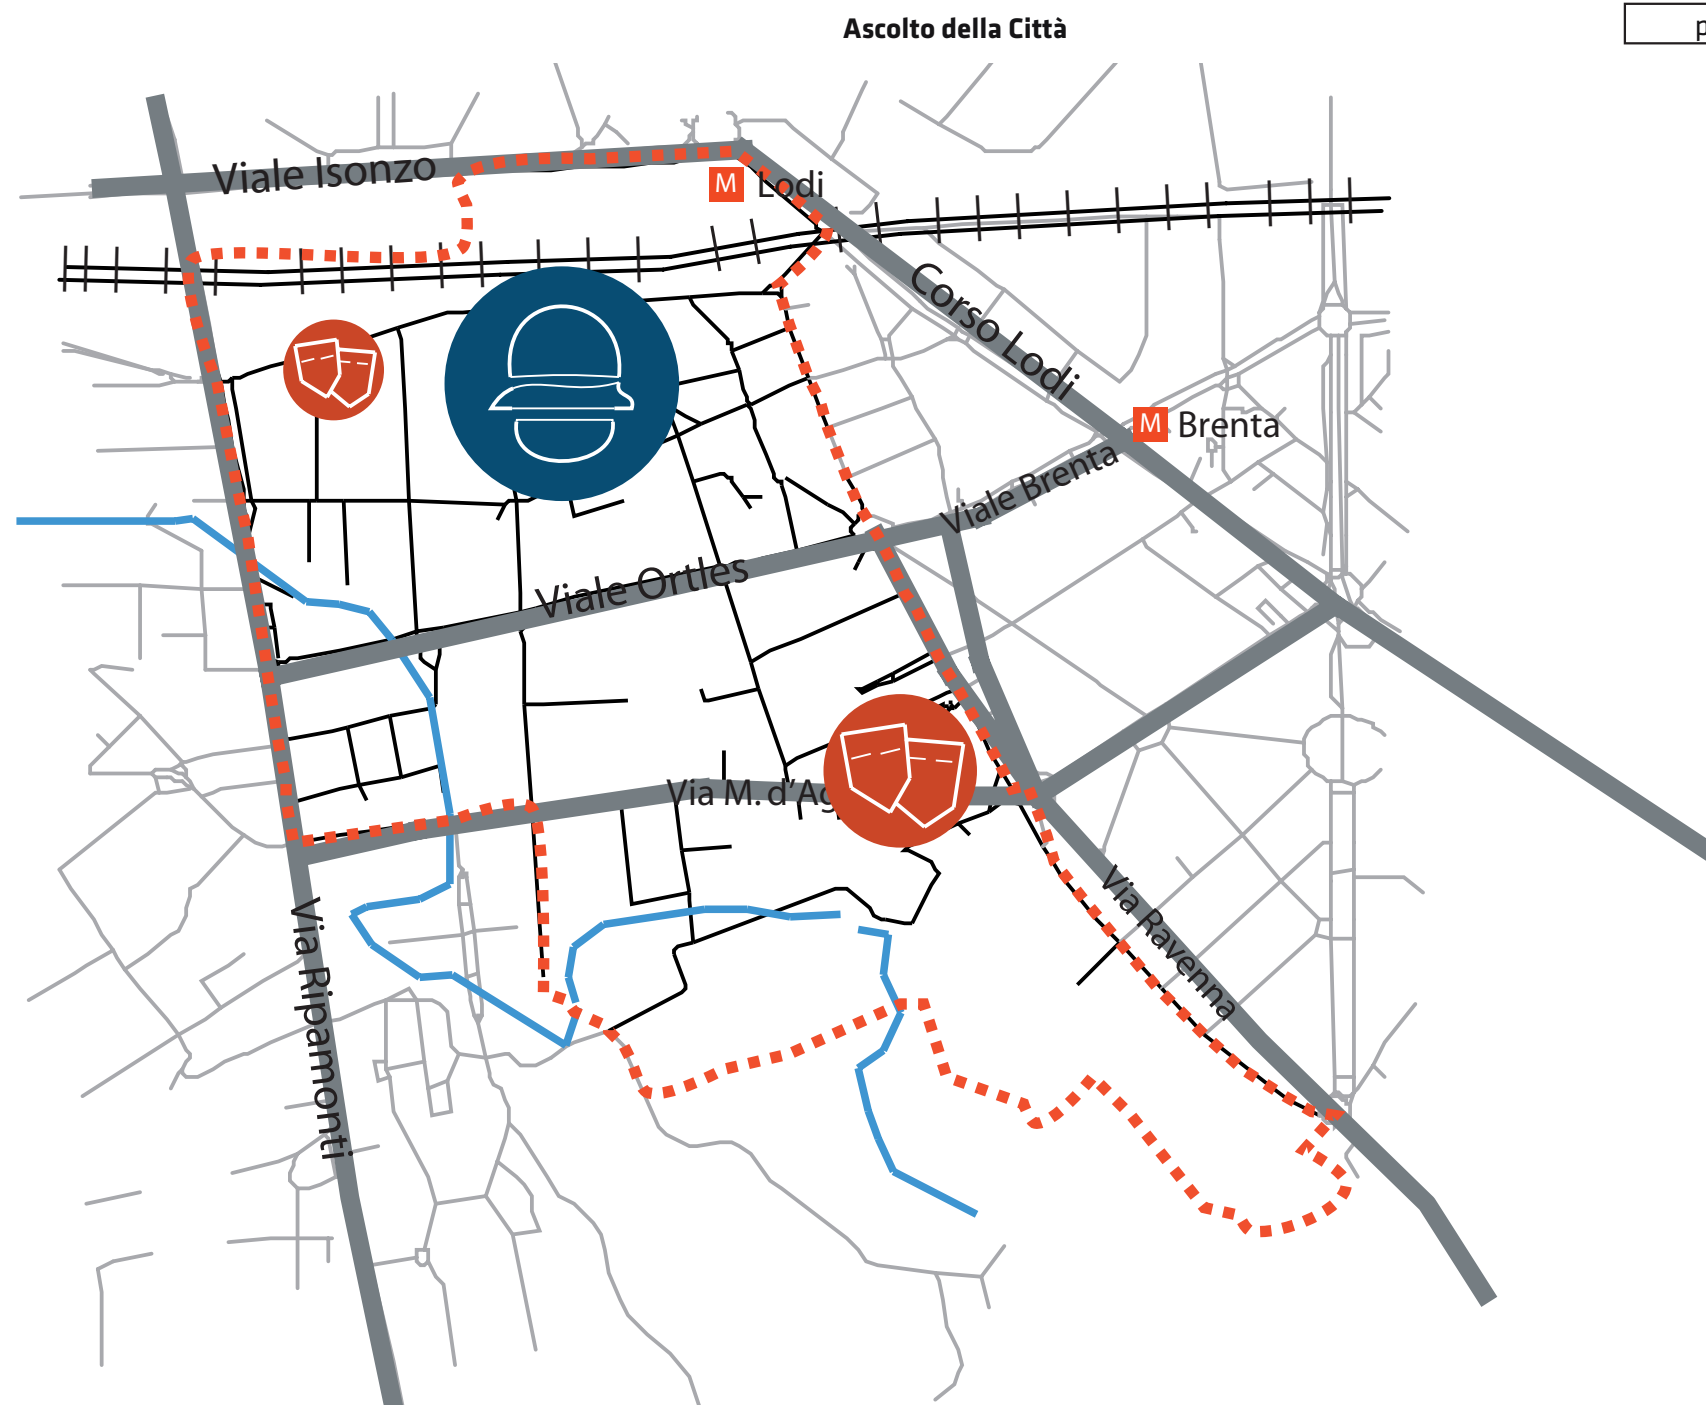 Ascolto della Città
p
Viale Isonzo
M Lodi
Corso Lodi
M Brenta
Viale Brenta
Viale Ortles
Via M. d'Ag
Via Ravenna
Via Ripamonti